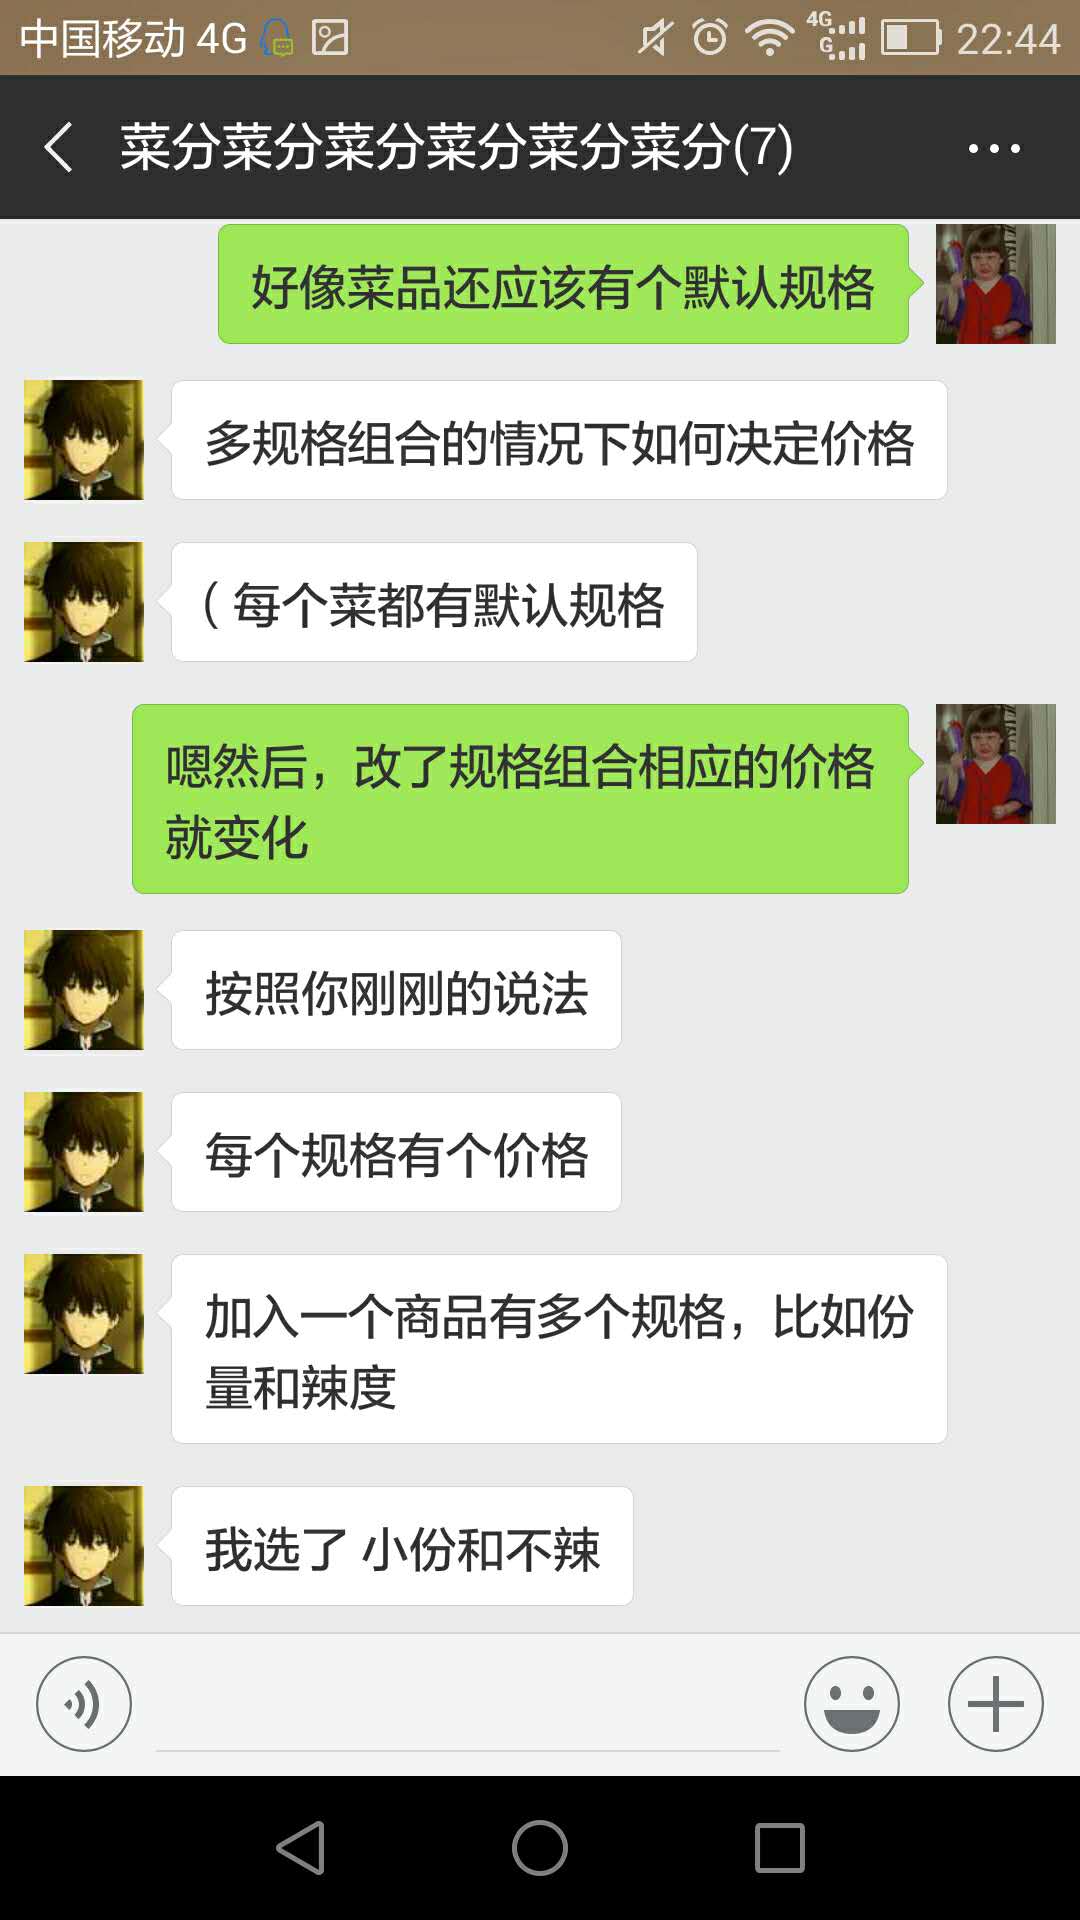 中国移动 4G
4G
G
22:44
菜分菜分菜分菜分菜分菜分(7)
好像菜品还应该有个默认规格
多规格组合的情况下如何决定价格
（每个菜都有默认规格
嗯然后，改了规格组合相应的价格
就变化
按照你刚刚的说法
每个规格有个价格
加入一个商品有多个规格，比如份
量和辣度
我选了 小份和不辣